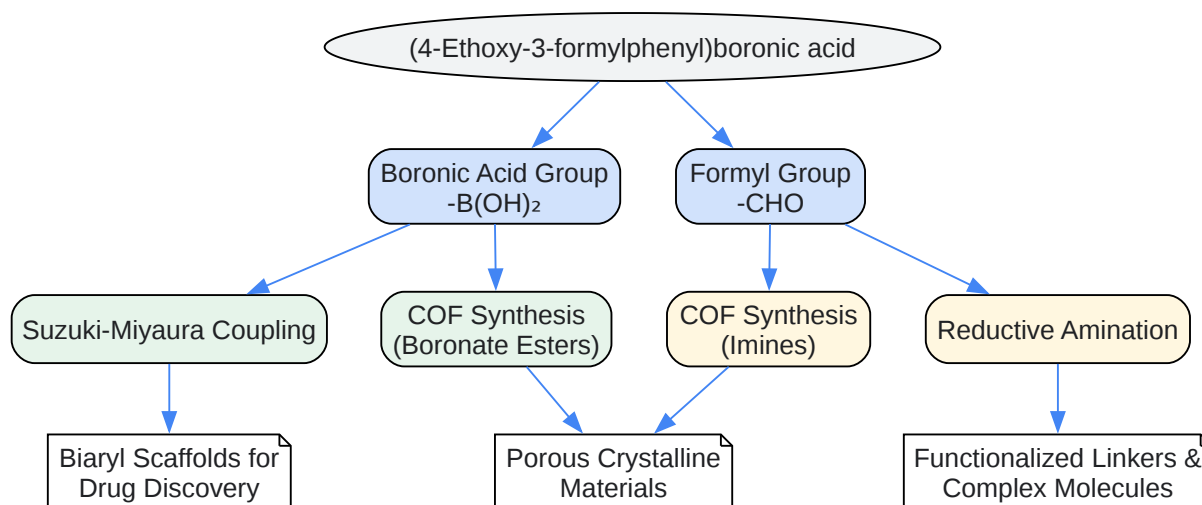 (4-Ethoxy-3-formylphenyl)boronic acid
Boronic Acid Group
-B(OH)₂
Formyl Group
-CHO
Suzuki-Miyaura Coupling
COF Synthesis
(Boronate Esters)
COF Synthesis
(Imines)
Reductive Amination
Biaryl Scaffolds for
Drug Discovery
Porous Crystalline
Materials
Functionalized Linkers &
Complex Molecules